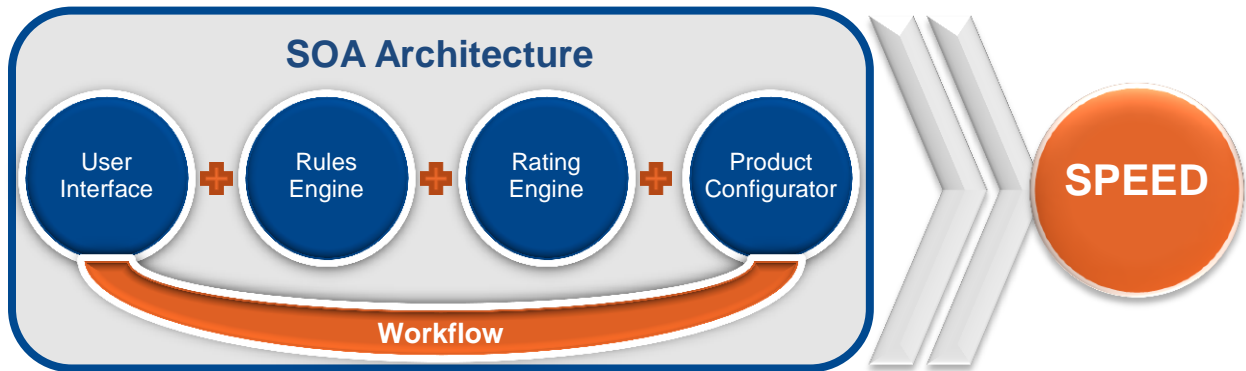 SOA Architecture
User
Interface
Rules
Engine
Rating
Engine
Product
Configurator
SPEED
Workflow